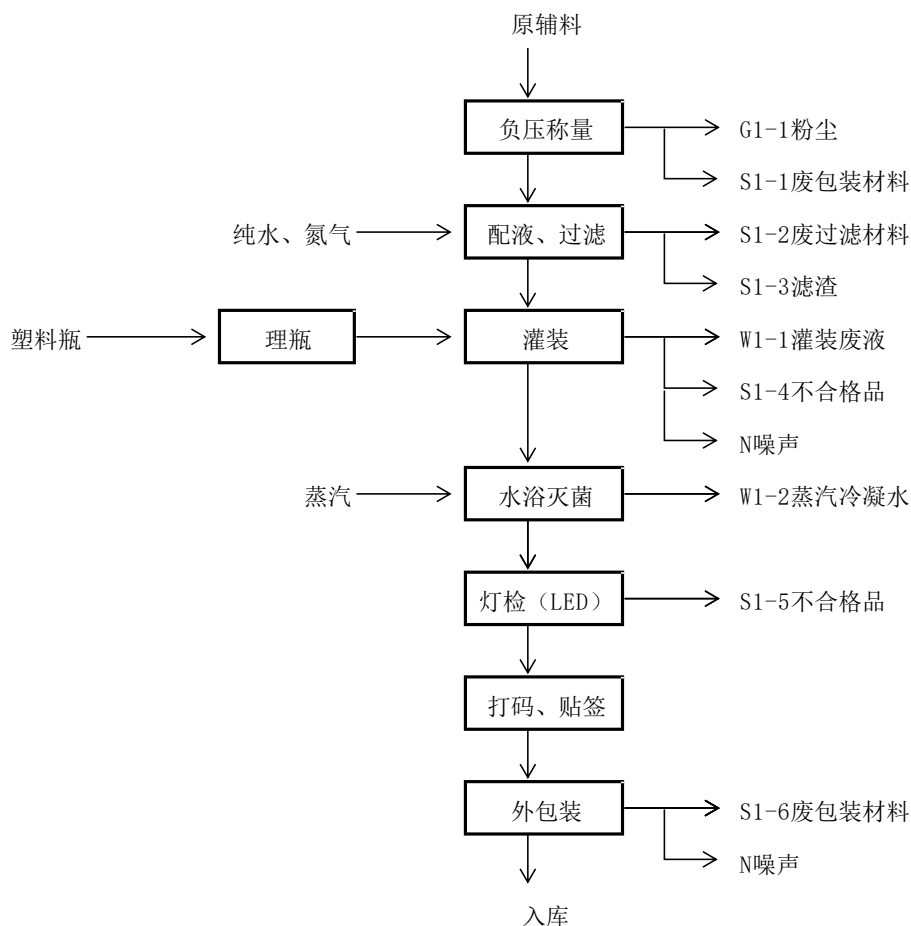 原辅料
负压称量
G1-1粉尘
S1-1废包装材料
纯水、氮气
配液、过滤
S1-2废过滤材料
S1-3滤渣
塑料瓶
理瓶
灌装
W1-1灌装废液
S1-4不合格品
N噪声
蒸汽
水浴灭菌
W1-2蒸汽冷凝水
灯检（LED）
S1-5不合格品
打码、贴签
外包装
S1-6废包装材料
N噪声
入库